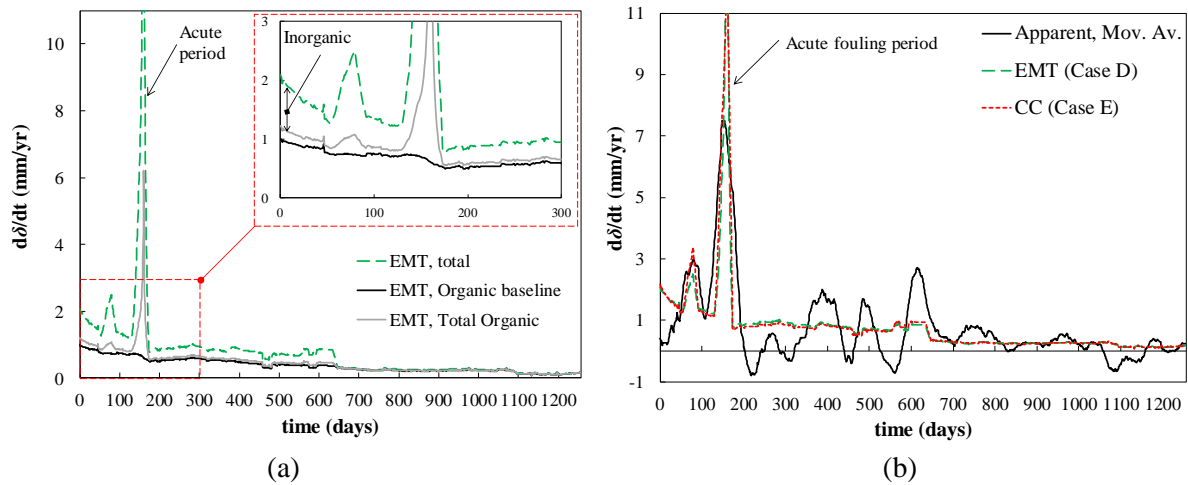 10
8
6
4
2
0
dδ/dt (mm/yr)
Acute
period
3
2
1
0
Inorganic
0 100 200 300
EMT, total
EMT, Organic baseline
EMT, Total Organic
0 100 200 300 400 500 600 700 800 900 1000 1100
time (days)
(a)
11
9
7
5
3
1
-1
dδ/dt (mm/yr)
Acute fouling period
Apparent, Mov. Av.
EMT (Case D)
CC (Case E)
0 100 200 300 400 500 600 700 800 900 1000 1100
time (days)
(b)